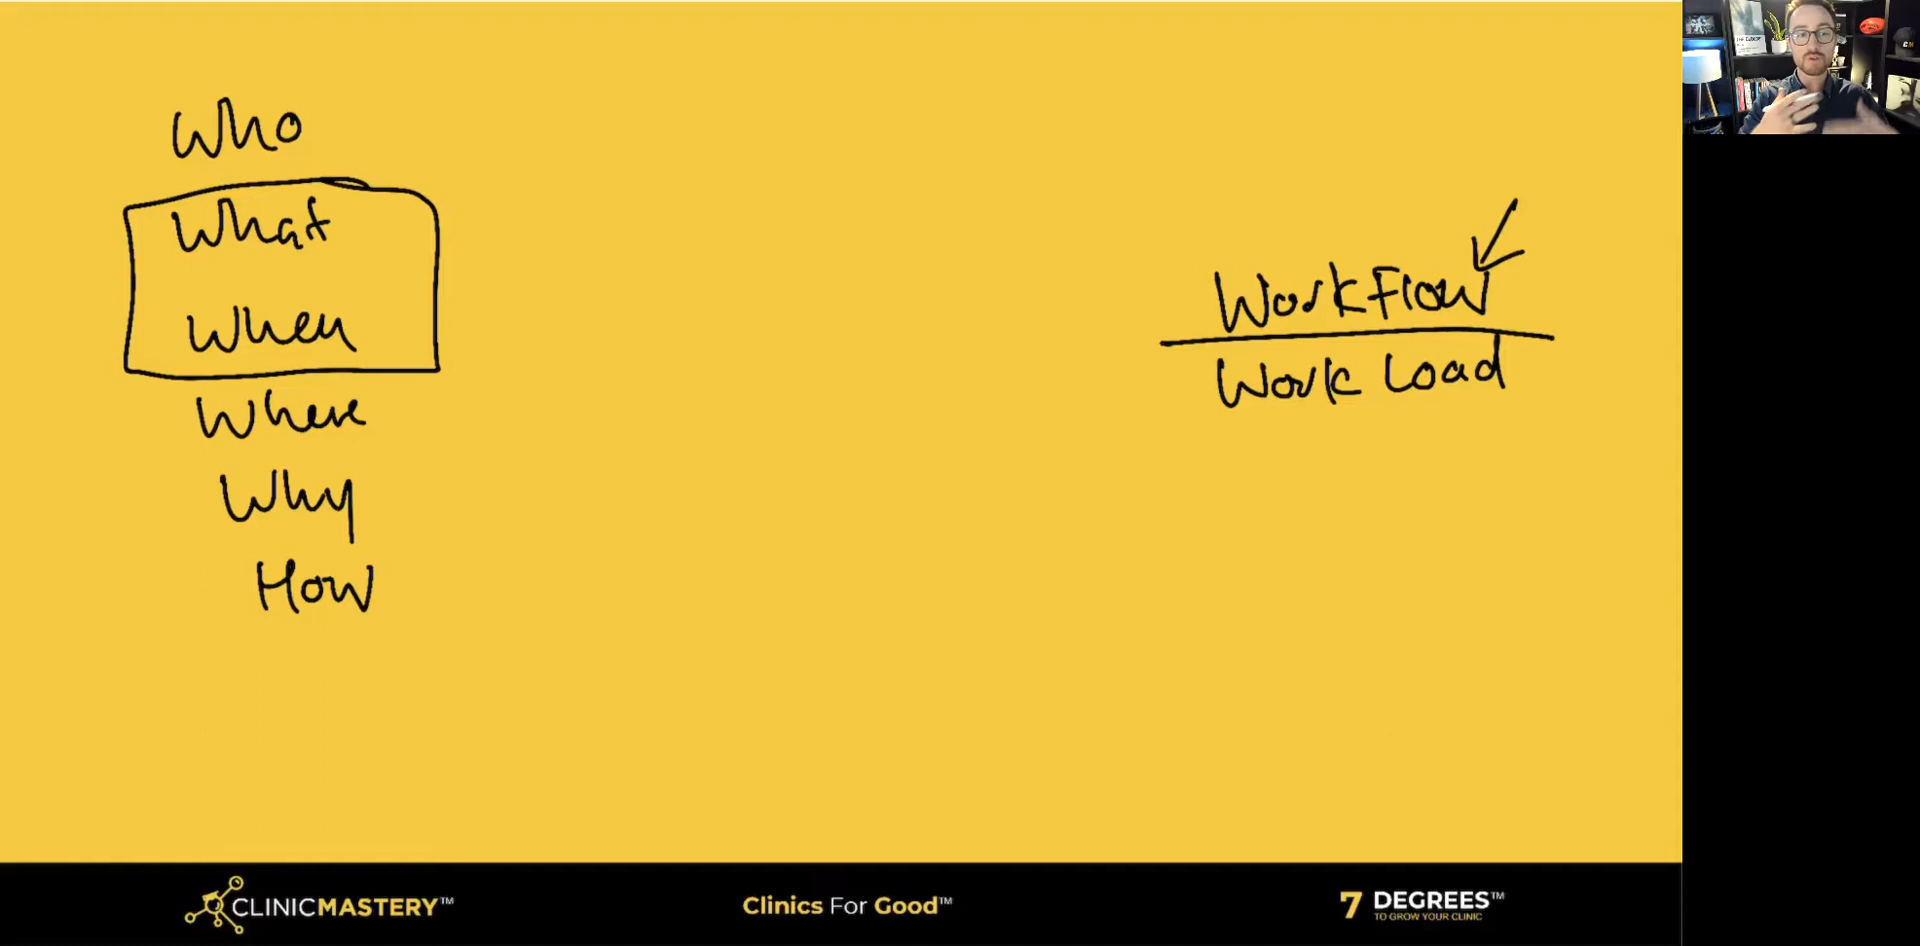 Who
What
When
Where
Why
How
WorkFlow
Work Load
CLINICMASTERY™
Clinics For Good™
7 DEGREES™
TO GROW YOUR CLINIC